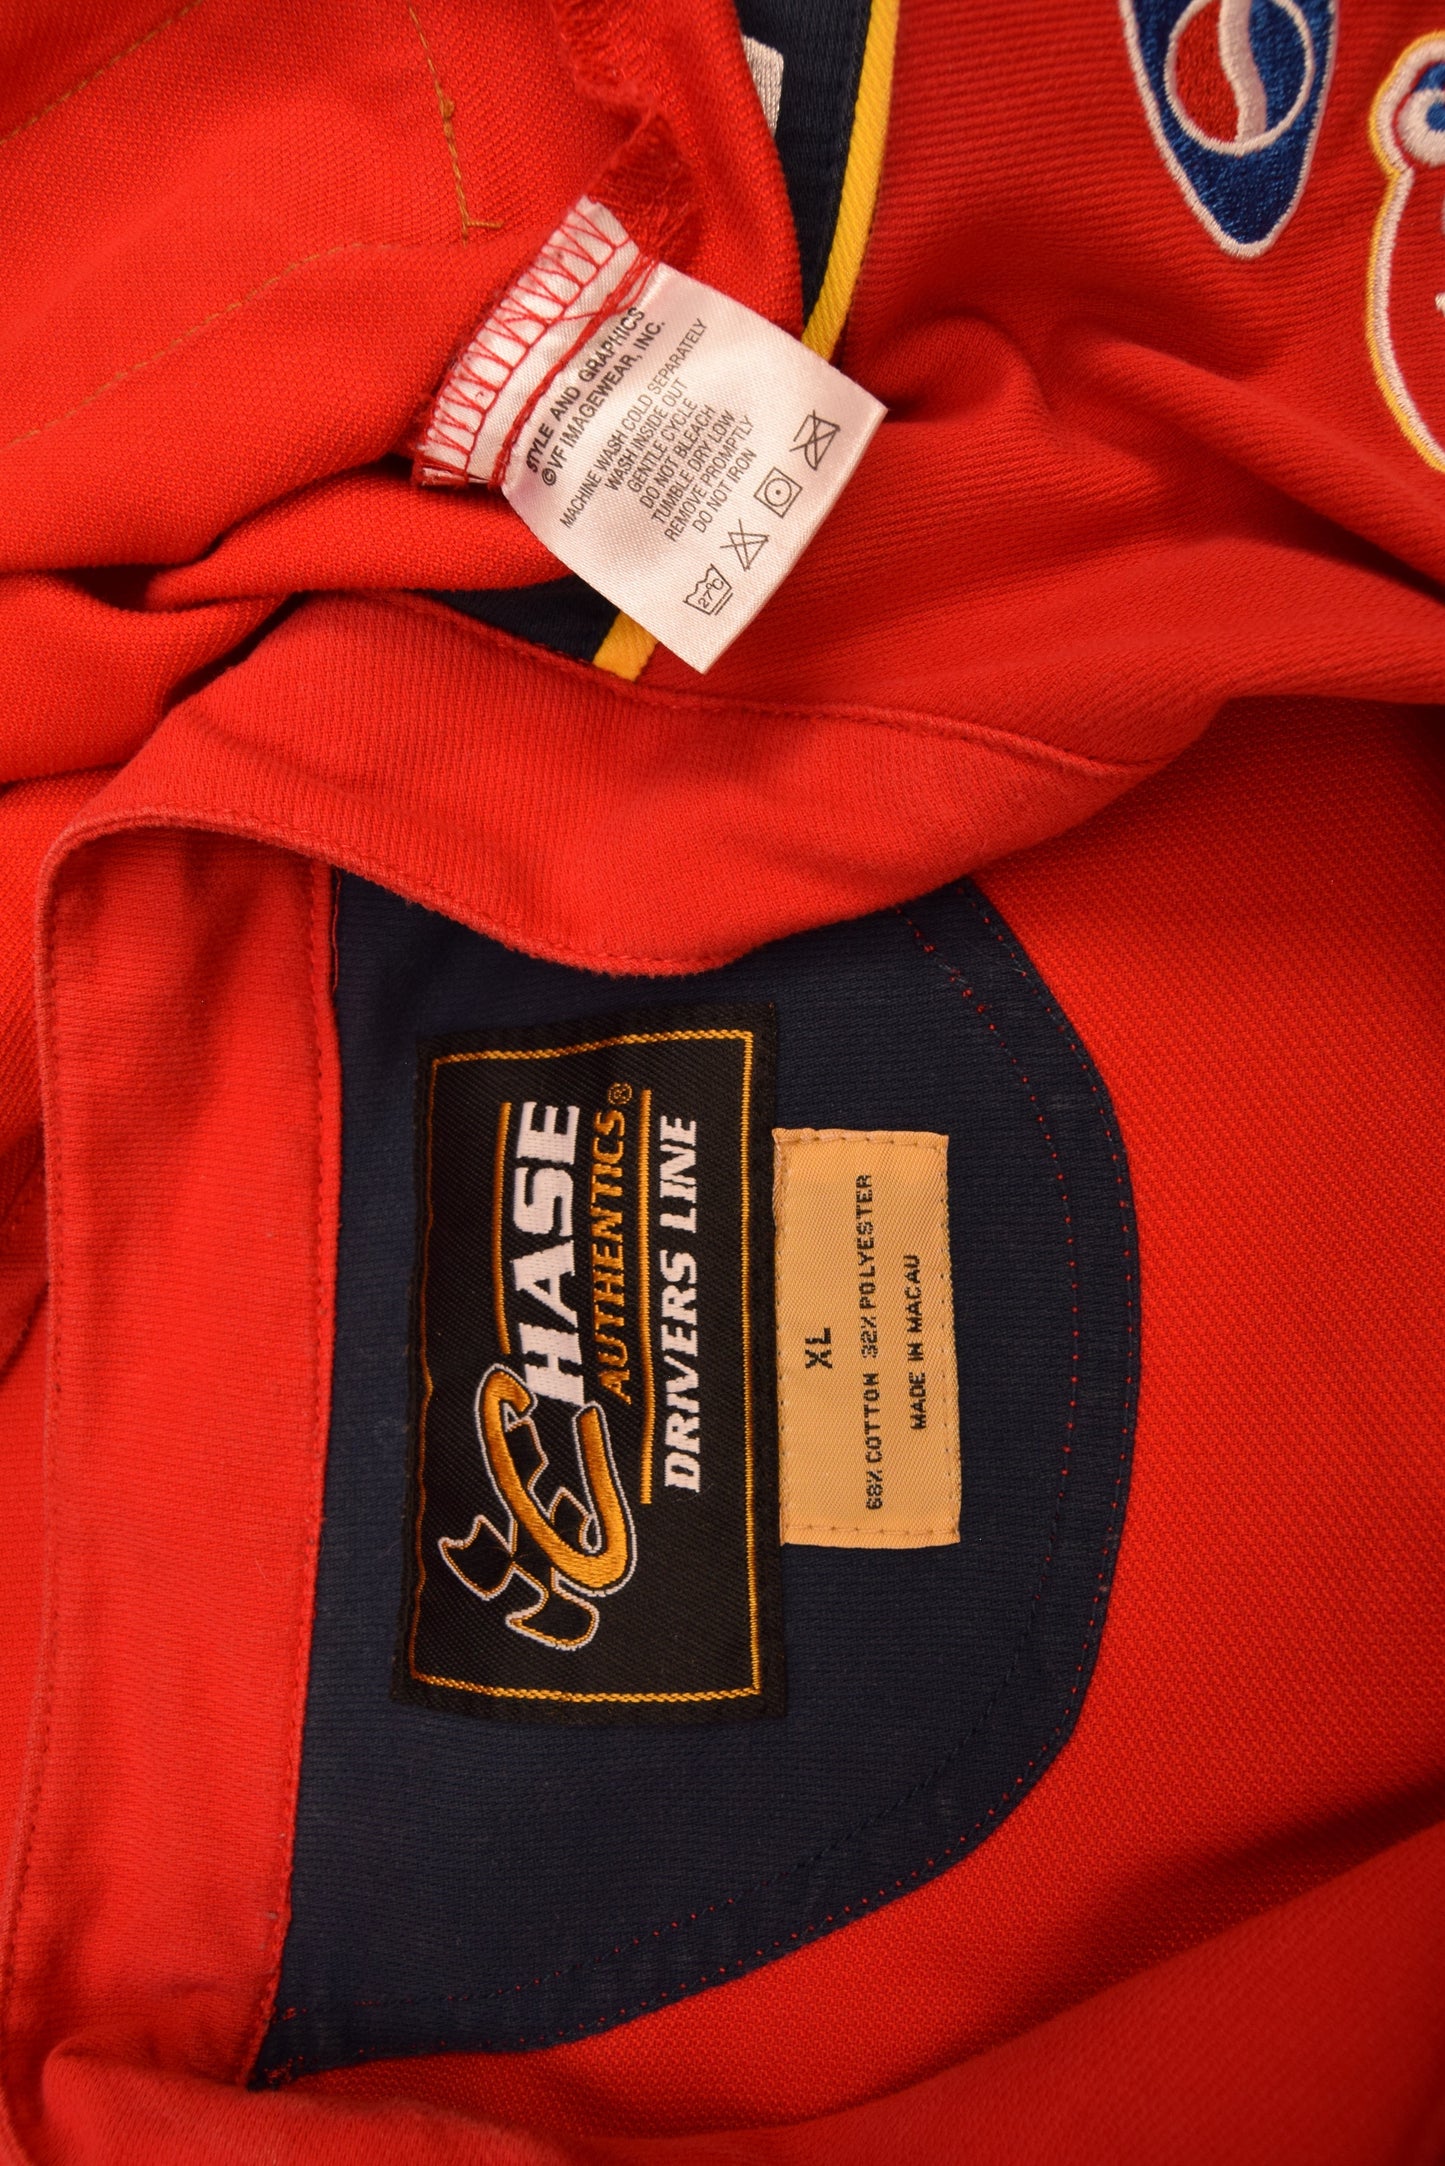 STYLE AND GRAPHICS
©VF IMAGEWEAR, INC.
MACHINE WASH COLD SEPARATELY
WASH INSIDE OUT
GENTLE CYCLE
DO NOT BLEACH
TUMBLE DRY LOW
REMOVE PROMPTLY
DO NOT IRON
27°C
CHASE
AUTHENTICS®
DRIVERS LINE
XL
68% COTTON 32% POLYESTER
MADE IN MACAU